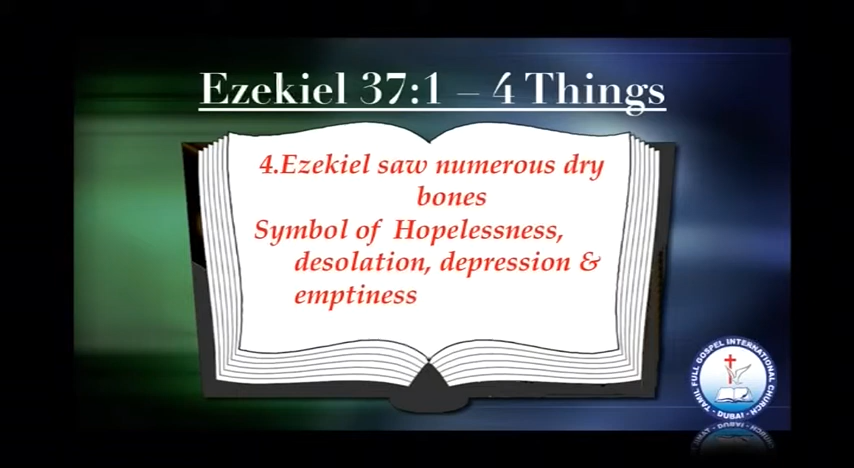 Ezekiel 37:1 – 4 Things
4.Ezekiel saw numerous dry
bones
Symbol of Hopelessness,
desolation, depression &
emptiness
TAMIL FULL GOSPEL INTERNATIONAL CHURCH
- DUBAI -